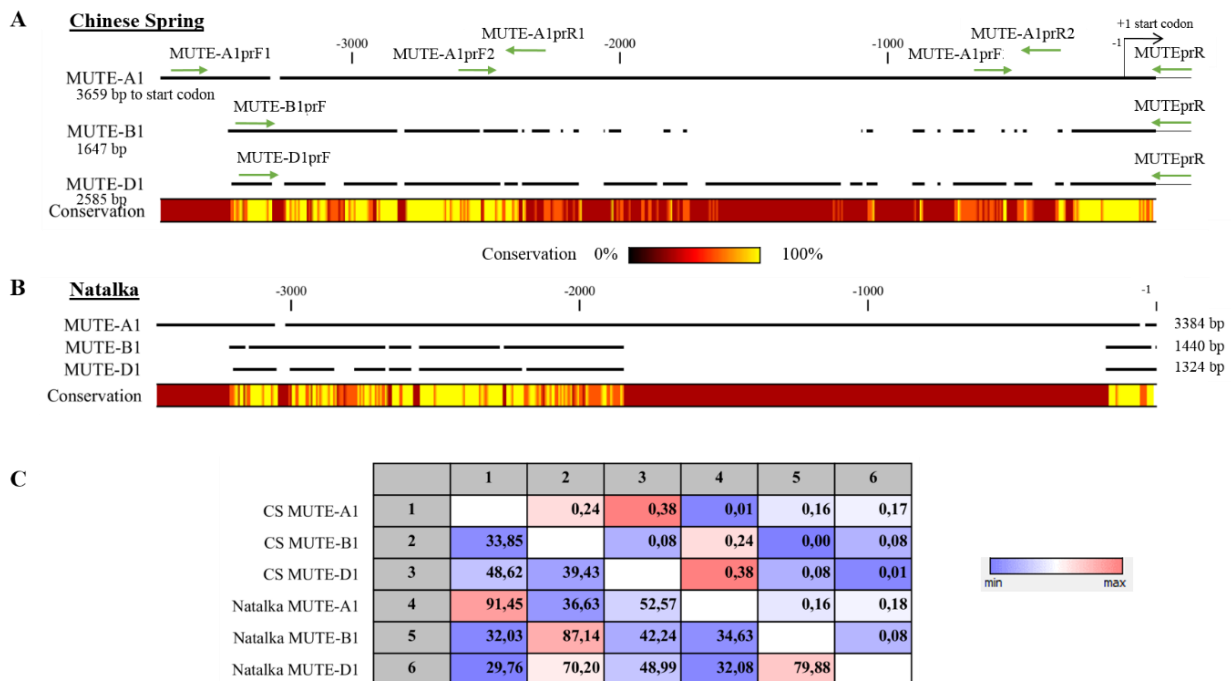 A Chinese Spring
+1 start codon
MUTE-A1prF1 -3000 MUTE-A1prF2 MUTE-A1prR1 -2000 -1000 MUTE-A1prF. MUTE-A1prR2 -1
MUTE-A1 MUTEprR
3659 bp to start codon
MUTE-B1prF MUTEprR
MUTE-B1
1647 bp
MUTE-D1prF MUTEprR
MUTE-D1
2585 bp
Conservation
Conservation 0% 100%
B Natalka
-3000 -2000 -1000 -1
MUTE-A1 3384 bp
MUTE-B1 1440 bp
MUTE-D1 1324 bp
Conservation
C
1 2 3 4 5 6
CS MUTE-A1 1 0,24 0,38 0,01 0,16 0,17
CS MUTE-B1 2 33,85 0,08 0,24 0,00 0,08
CS MUTE-D1 3 48,62 39,43 0,38 0,08 0,01
Natalka MUTE-A1 4 91,45 36,63 52,57 0,16 0,18
Natalka MUTE-B1 5 32,03 87,14 42,24 34,63 0,08
Natalka MUTE-D1 6 29,76 70,20 48,99 32,08 79,88
min max